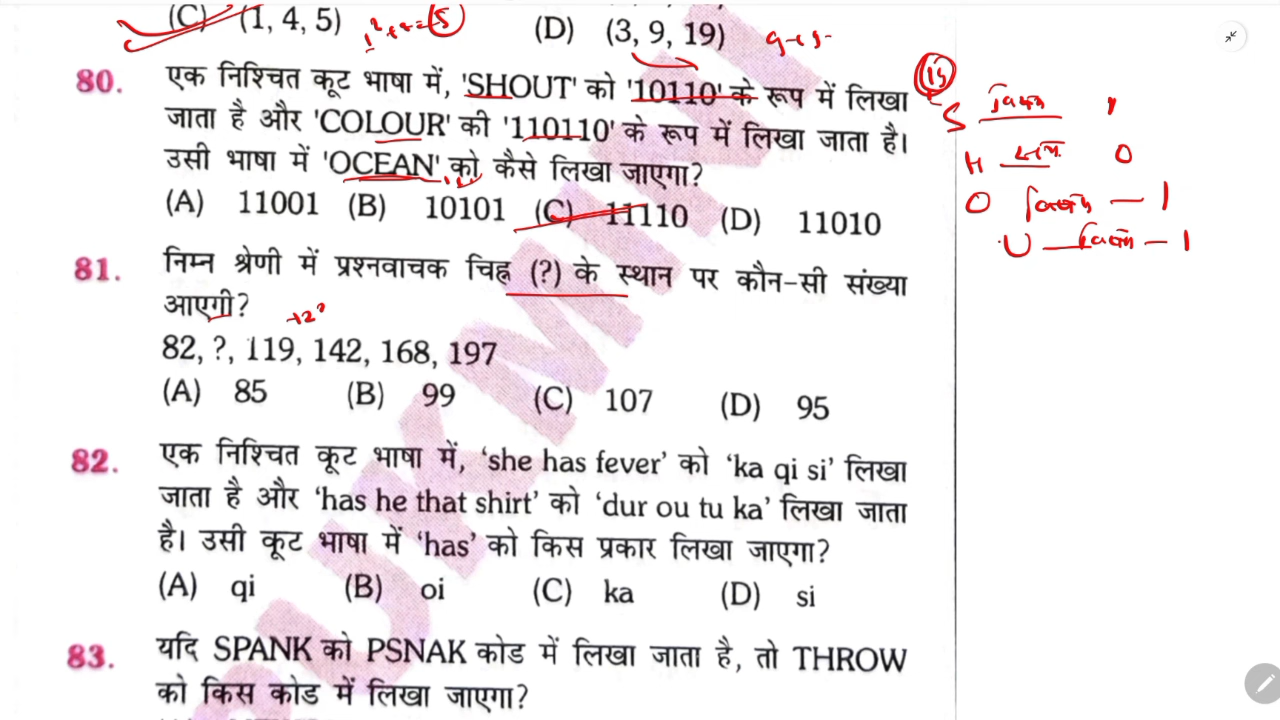 (C) (1, 4, 5)
(D) (3, 9, 19)
80. एक निश्चित कूट भाषा में, 'SHOUT' को '10110' के रूप में लिखा
जाता है और 'COLOUR' की '110110' के रूप में लिखा जाता है।
उसी भाषा में 'OCEAN' को कैसे लिखा जाएगा?
(A) 11001 (B) 10101 (C) 11110 (D) 11010
81. निम्न श्रेणी में प्रश्नवाचक चिह्न (?) के स्थान पर कौन-सी संख्या
आएगी?
82, ?, 119, 142, 168, 197
(A) 85 (B) 99 (C) 107 (D) 95
82. एक निश्चित कूट भाषा में, 'she has fever' को 'ka qi si' लिखा
जाता है और 'has he that shirt' को 'dur ou tu ka' लिखा जाता
है। उसी कूट भाषा में 'has' को किस प्रकार लिखा जाएगा?
(A) qi (B) oi (C) ka (D) si
83. यदि SPANK को PSNAK कोड में लिखा जाता है, तो THROW
को किस कोड में लिखा जाएगा?
19
S 1
H 0
O - 1
U - 1